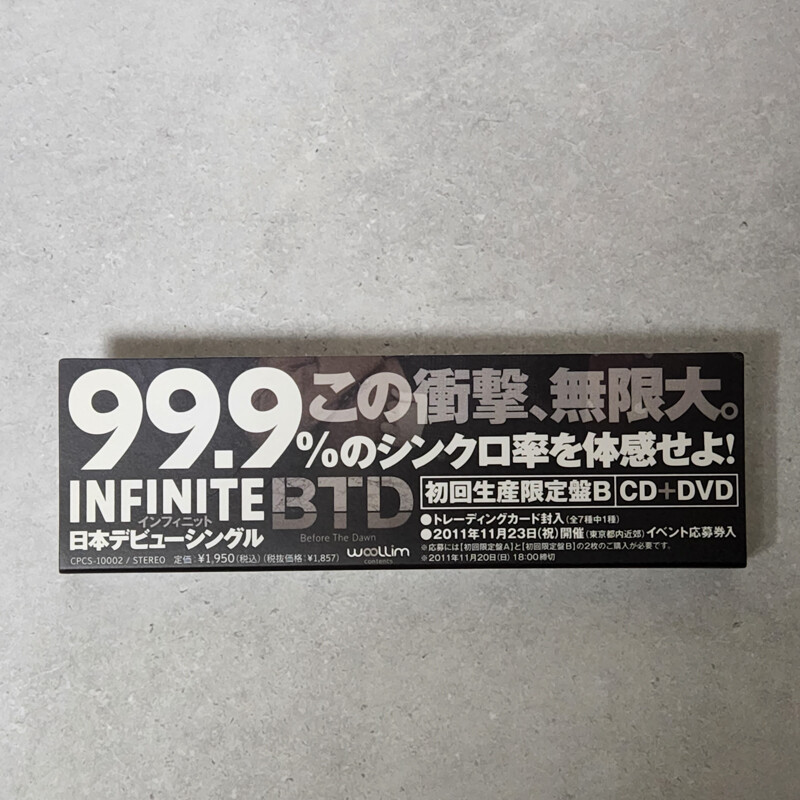 この衝撃、無限大。
99.9%のシンクロ率を体感せよ!
INFINITE BTD
インフィニット
日本デビューシングル
Before The Dawn
初回生産限定盤B CD+DVD
●トレーディングカード封入(全7種中1種)
●2011年11月23日(祝)開催(東京都内近郊)イベント応募券入
※応募には[初回限定盤A]と[初回限定盤B]の2枚のご購入が必要です。
※2011年11月20日(日)18:00締切
CPCS-10002 / STEREO 定価:¥1,950(税込)(税抜価格:¥1,857)
woollim
contents